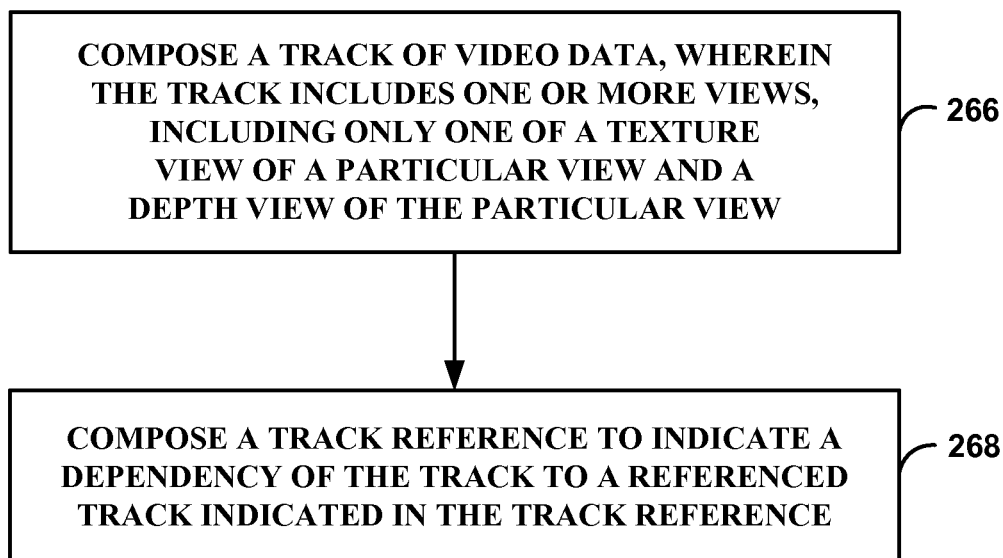 COMPOSE A TRACK OF VIDEO DATA, WHEREIN
THE TRACK INCLUDES ONE OR MORE VIEWS,
INCLUDING ONLY ONE OF A TEXTURE
VIEW OF A PARTICULAR VIEW AND A
DEPTH VIEW OF THE PARTICULAR VIEW
266
COMPOSE A TRACK REFERENCE TO INDICATE A
DEPENDENCY OF THE TRACK TO A REFERENCED
TRACK INDICATED IN THE TRACK REFERENCE
268